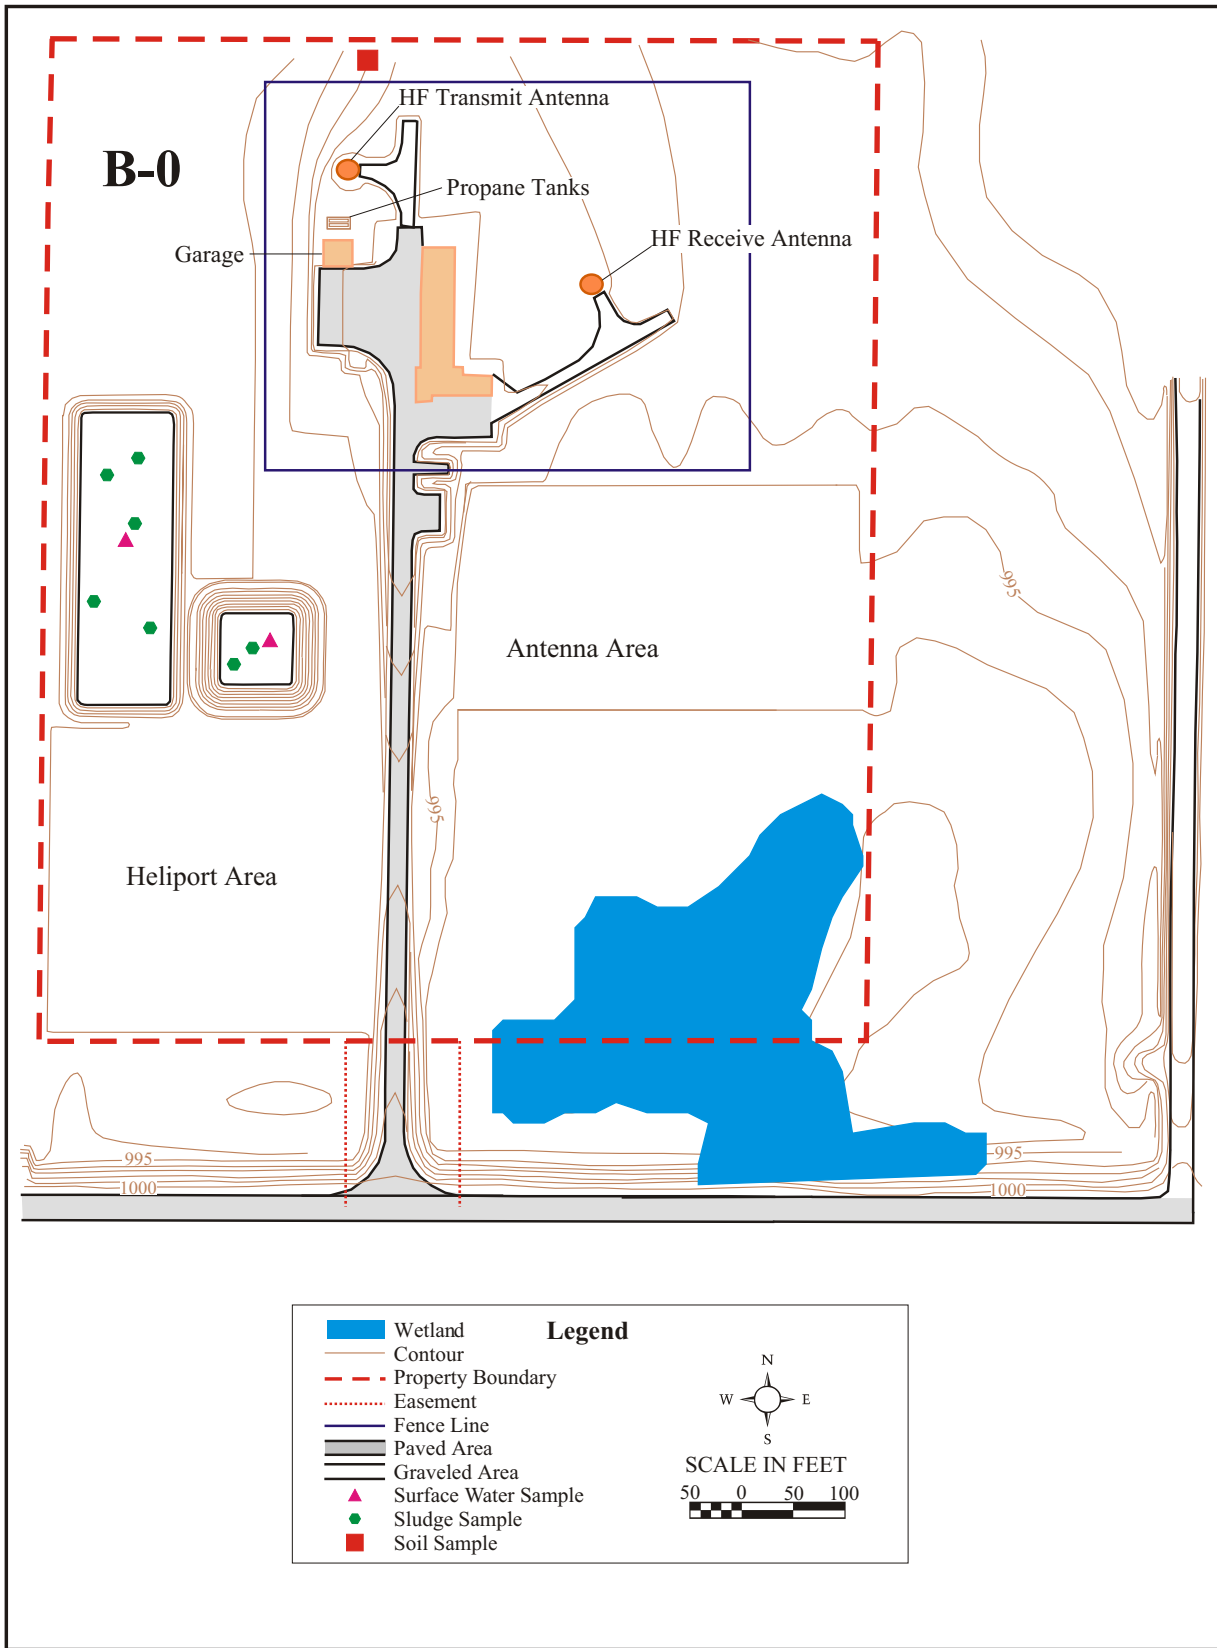 HF Transmit Antenna
B-0
Propane Tanks
Garage
HF Receive Antenna
995
Antenna Area
995
Heliport Area
995
995
1000
1000
Legend
Wetland
Contour
Property Boundary
Easement
Fence Line
Paved Area
Graveled Area
Surface Water Sample
Sludge Sample
Soil Sample
N
W E
S
SCALE IN FEET
50 0 50 100